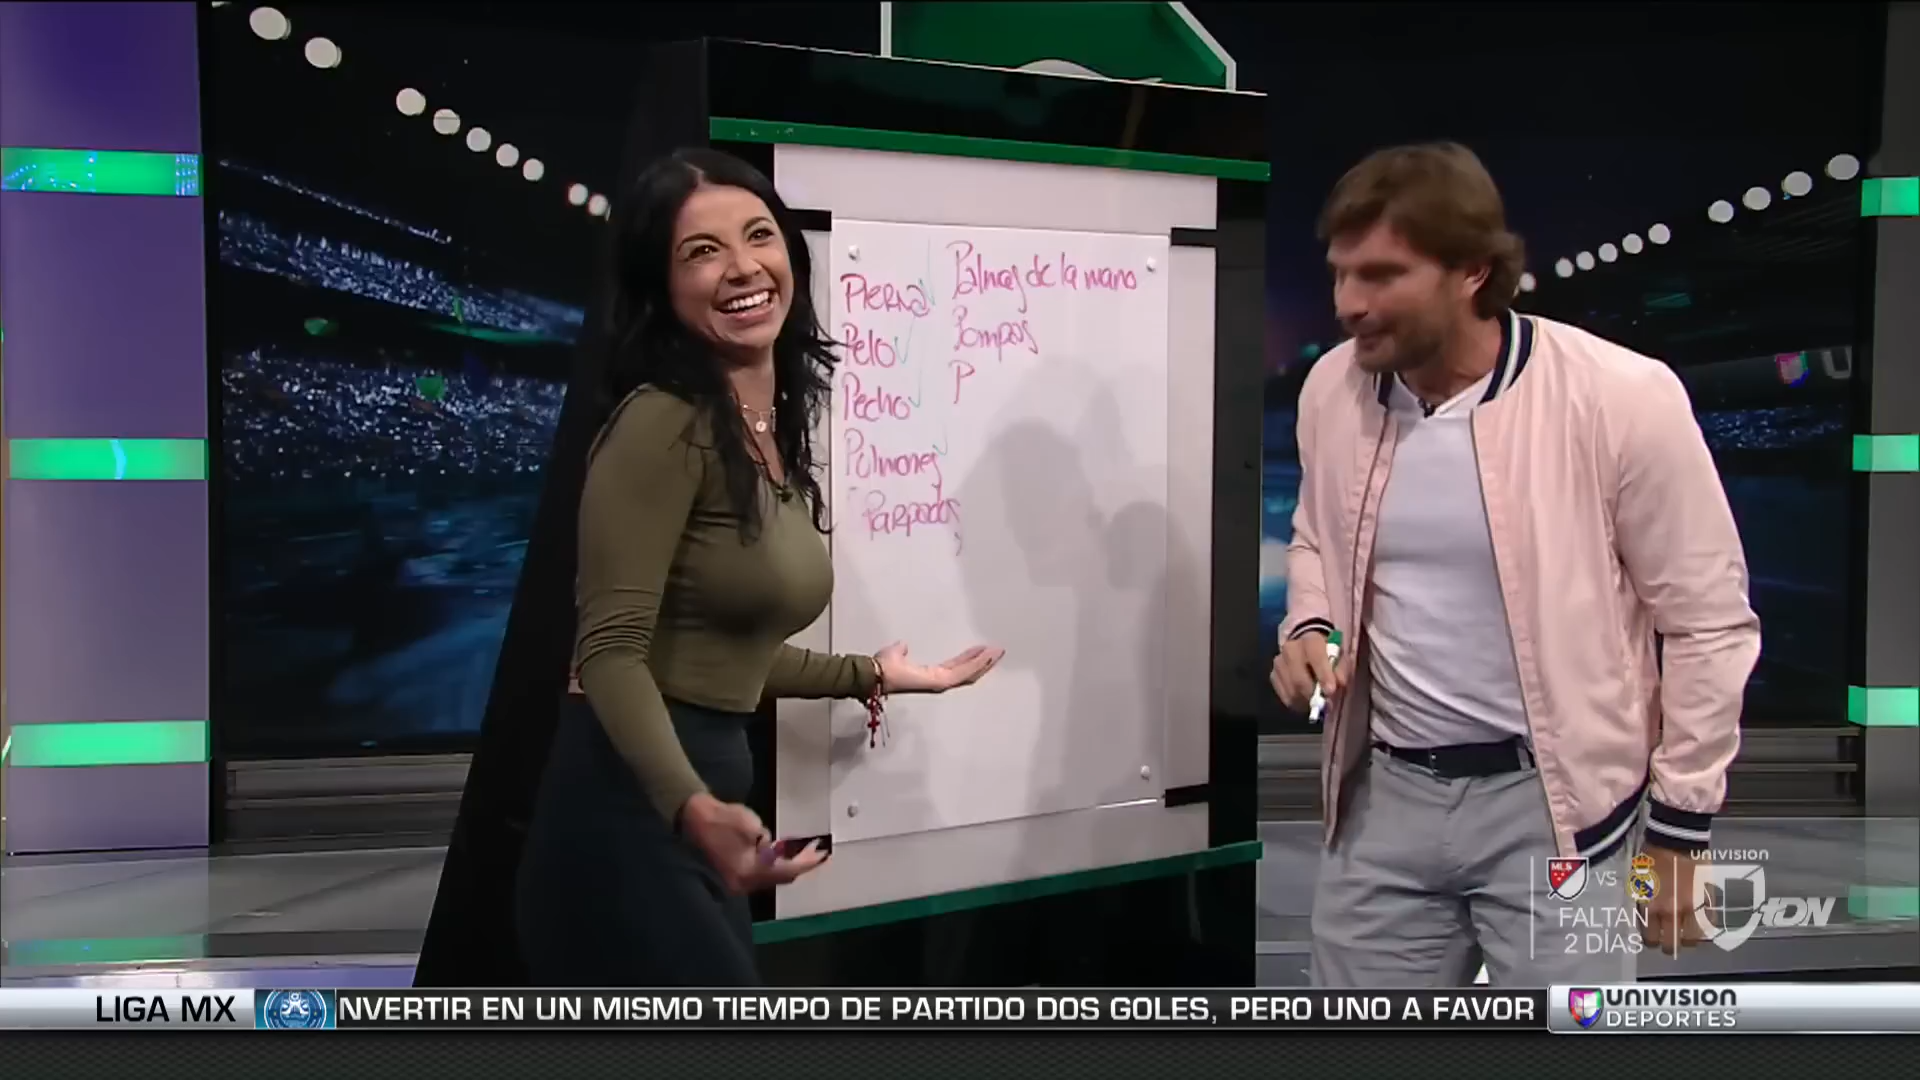 PIERNA
Pelo
Pecho
Pulmones
PARPADOS
Palmas de la mano
Pompas
P
MLS
VS
FALTAN
2 DÍAS
UNIVISION
tDN
LIGA MX
NVERTIR EN UN MISMO TIEMPO DE PARTIDO DOS GOLES, PERO UNO A FAVOR
UNIVISION
DEPORTES